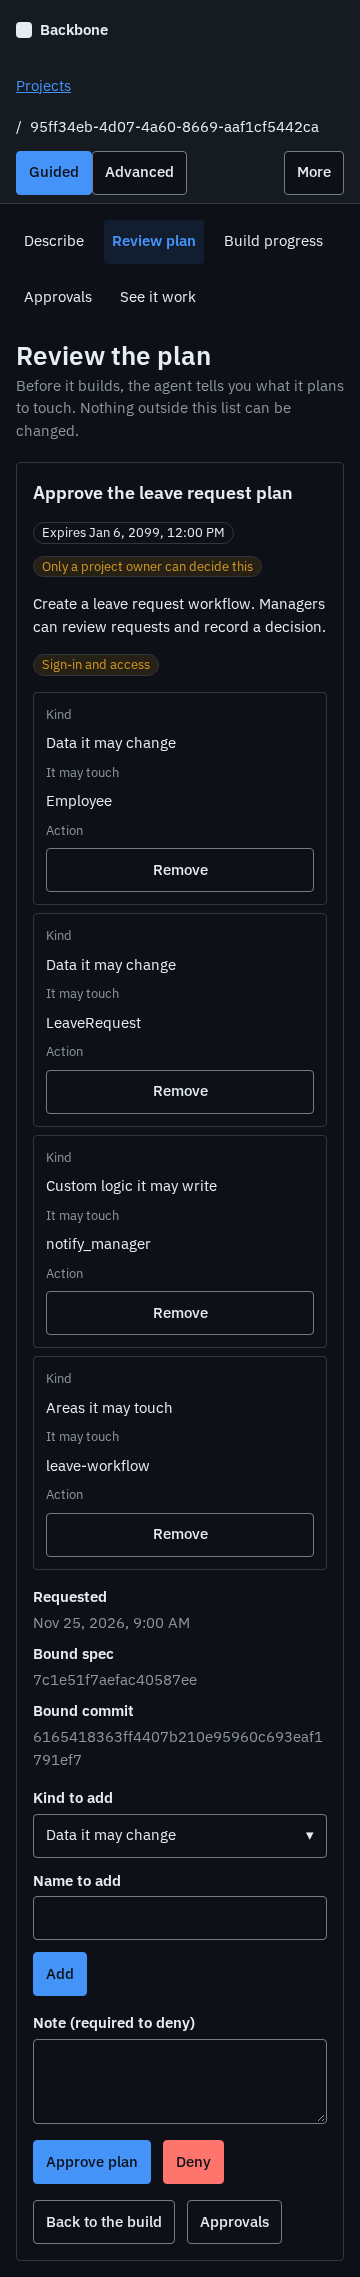 Backbone
Projects
/ 95ff34eb-4d07-4a60-8669-aaf1cf5442ca
Guided Advanced More
Describe Review plan Build progress
Approvals See it work
Review the plan
Before it builds, the agent tells you what it plans
to touch. Nothing outside this list can be
changed.
Approve the leave request plan
Expires Jan 6, 2099, 12:00 PM
Only a project owner can decide this
Create a leave request workflow. Managers
can review requests and record a decision.
Sign-in and access
Kind
Data it may change
It may touch
Employee
Action
Remove
Kind
Data it may change
It may touch
LeaveRequest
Action
Remove
Kind
Custom logic it may write
It may touch
notify_manager
Action
Remove
Kind
Areas it may touch
It may touch
leave-workflow
Action
Remove
Requested
Nov 25, 2026, 9:00 AM
Bound spec
7c1e51f7aefac40587ee
Bound commit
6165418363ff4407b210e95960c693eaf1
791ef7
Kind to add
Data it may change
Name to add
Add
Note (required to deny)
Approve plan Deny
Back to the build Approvals